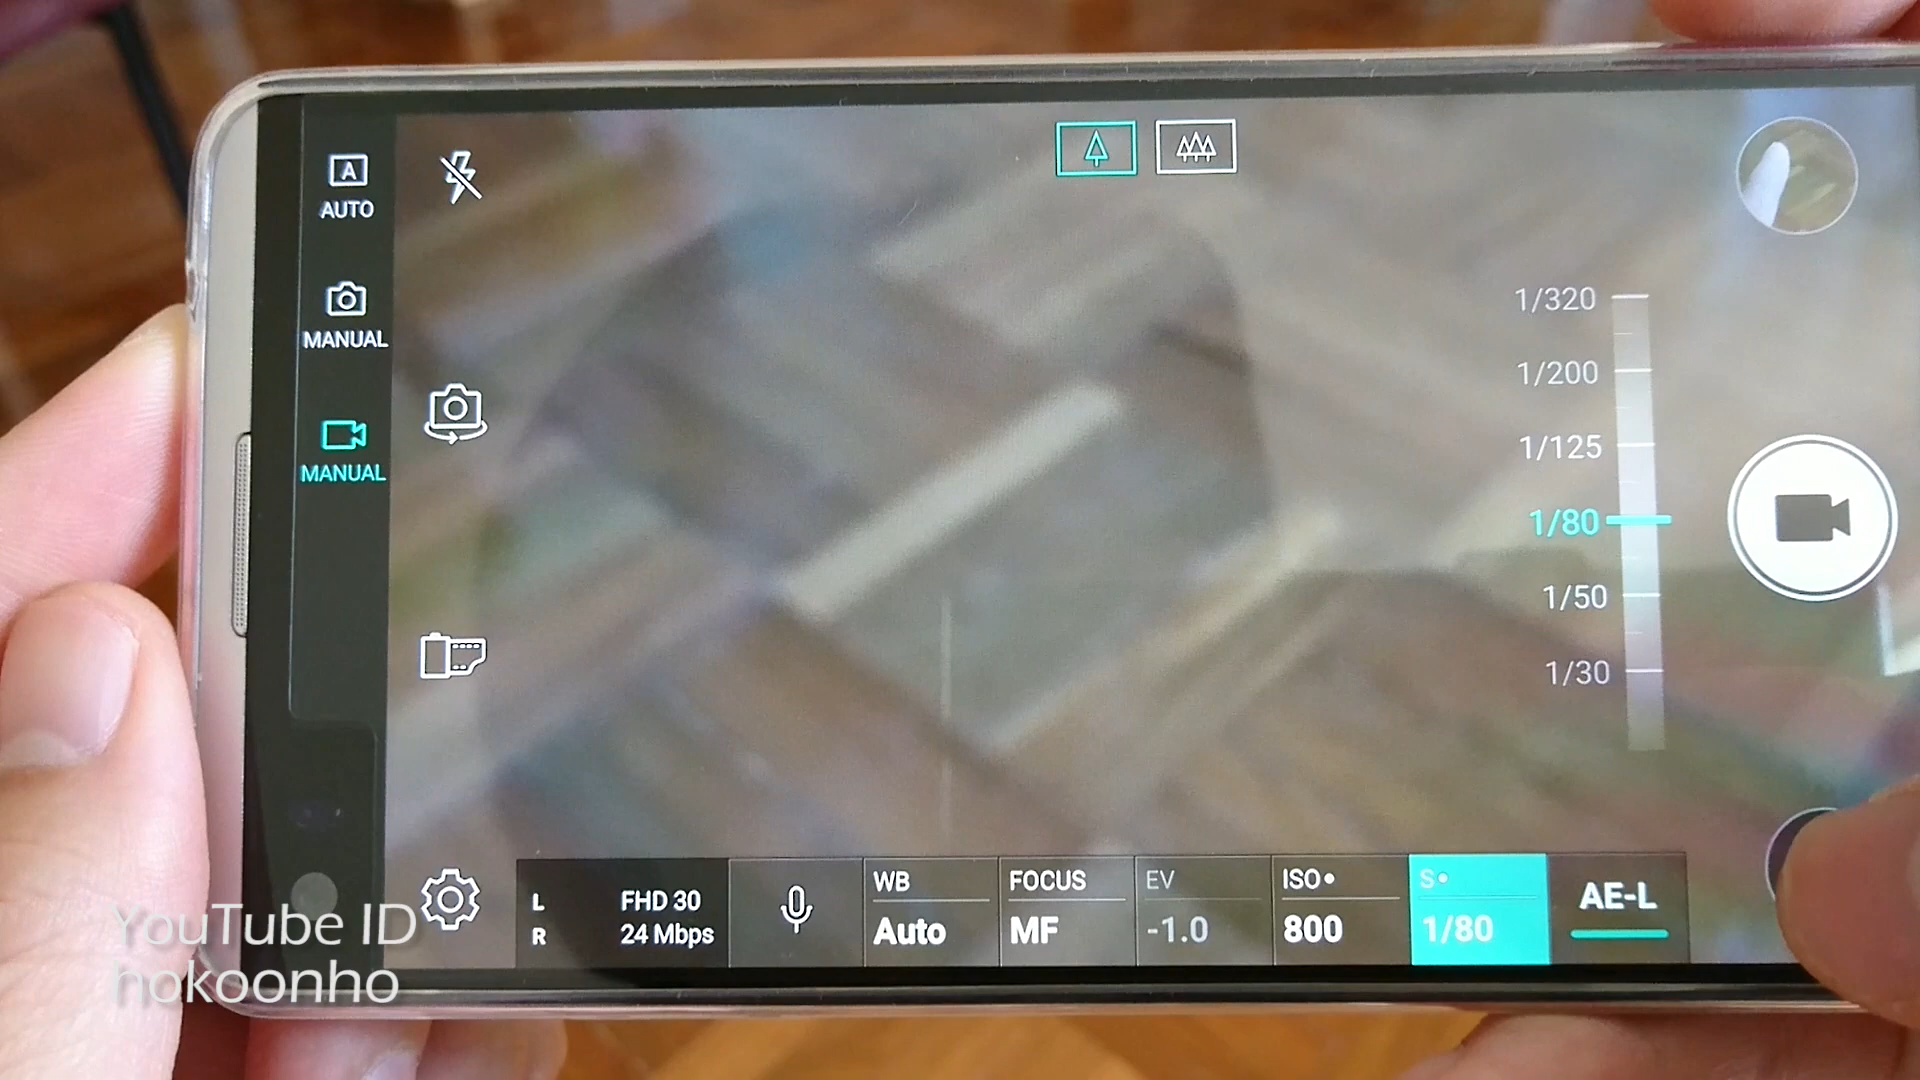 A
AUTO
MANUAL
MANUAL
1/320
1/200
1/125
1/80
1/50
1/30
L
R
FHD 30
24 Mbps
WB
Auto
FOCUS
MF
EV
-1.0
ISO•
800
S•
1/80
AE-L
YouTube ID
hokoonho